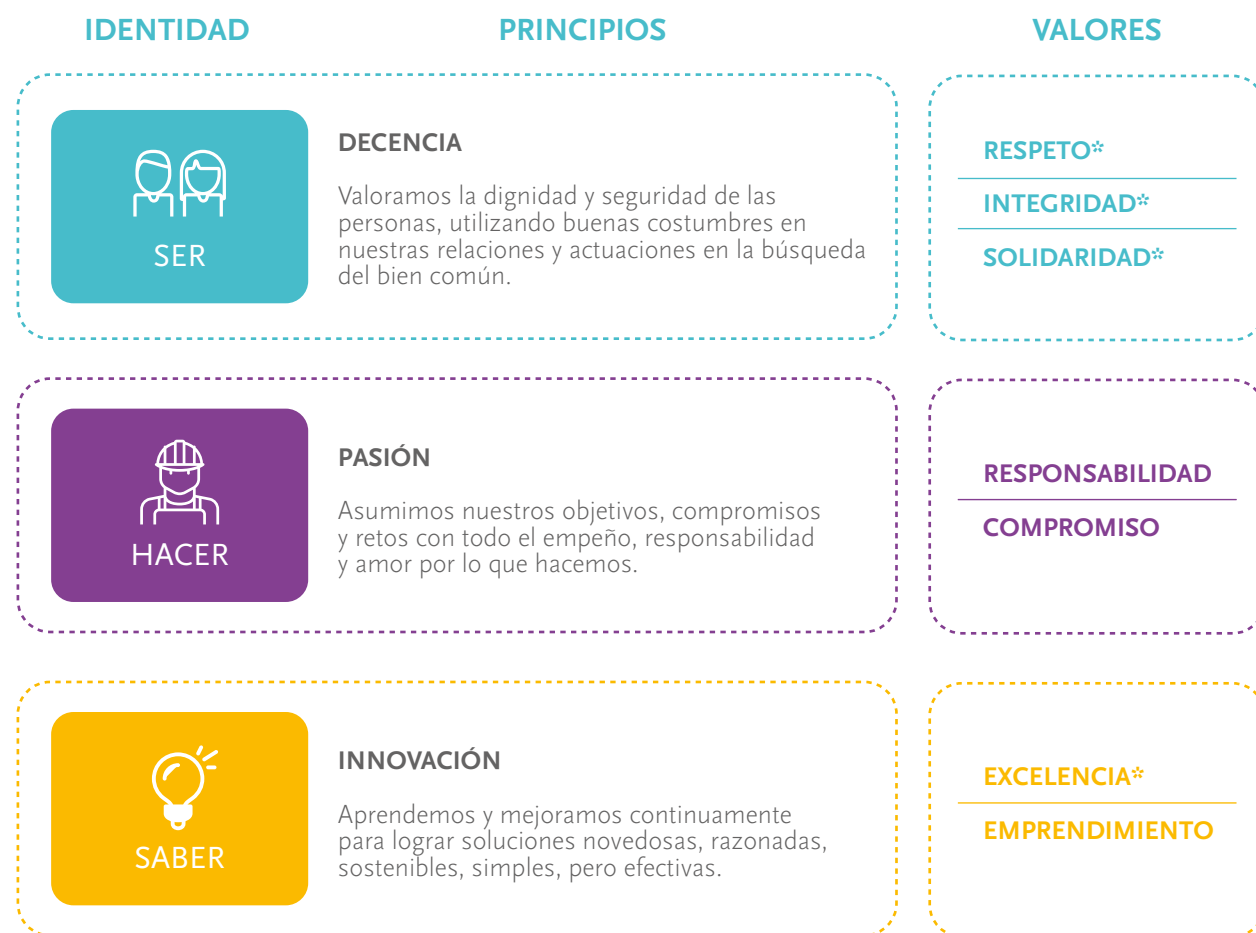 IDENTIDAD PRINCIPIOS VALORES
SER
DECENCIA
Valoramos la dignidad y seguridad de las
personas, utilizando buenas costumbres en
nuestras relaciones y actuaciones en la búsqueda
del bien común.
RESPETO*
INTEGRIDAD*
SOLIDARIDAD*
HACER
PASIÓN
Asumimos nuestros objetivos, compromisos
y retos con todo el empeño, responsabilidad
y amor por lo que hacemos.
RESPONSABILIDAD
COMPROMISO
SABER
INNOVACIÓN
Aprendemos y mejoramos continuamente
para lograr soluciones novedosas, razonadas,
sostenibles, simples, pero efectivas.
EXCELENCIA*
EMPRENDIMIENTO